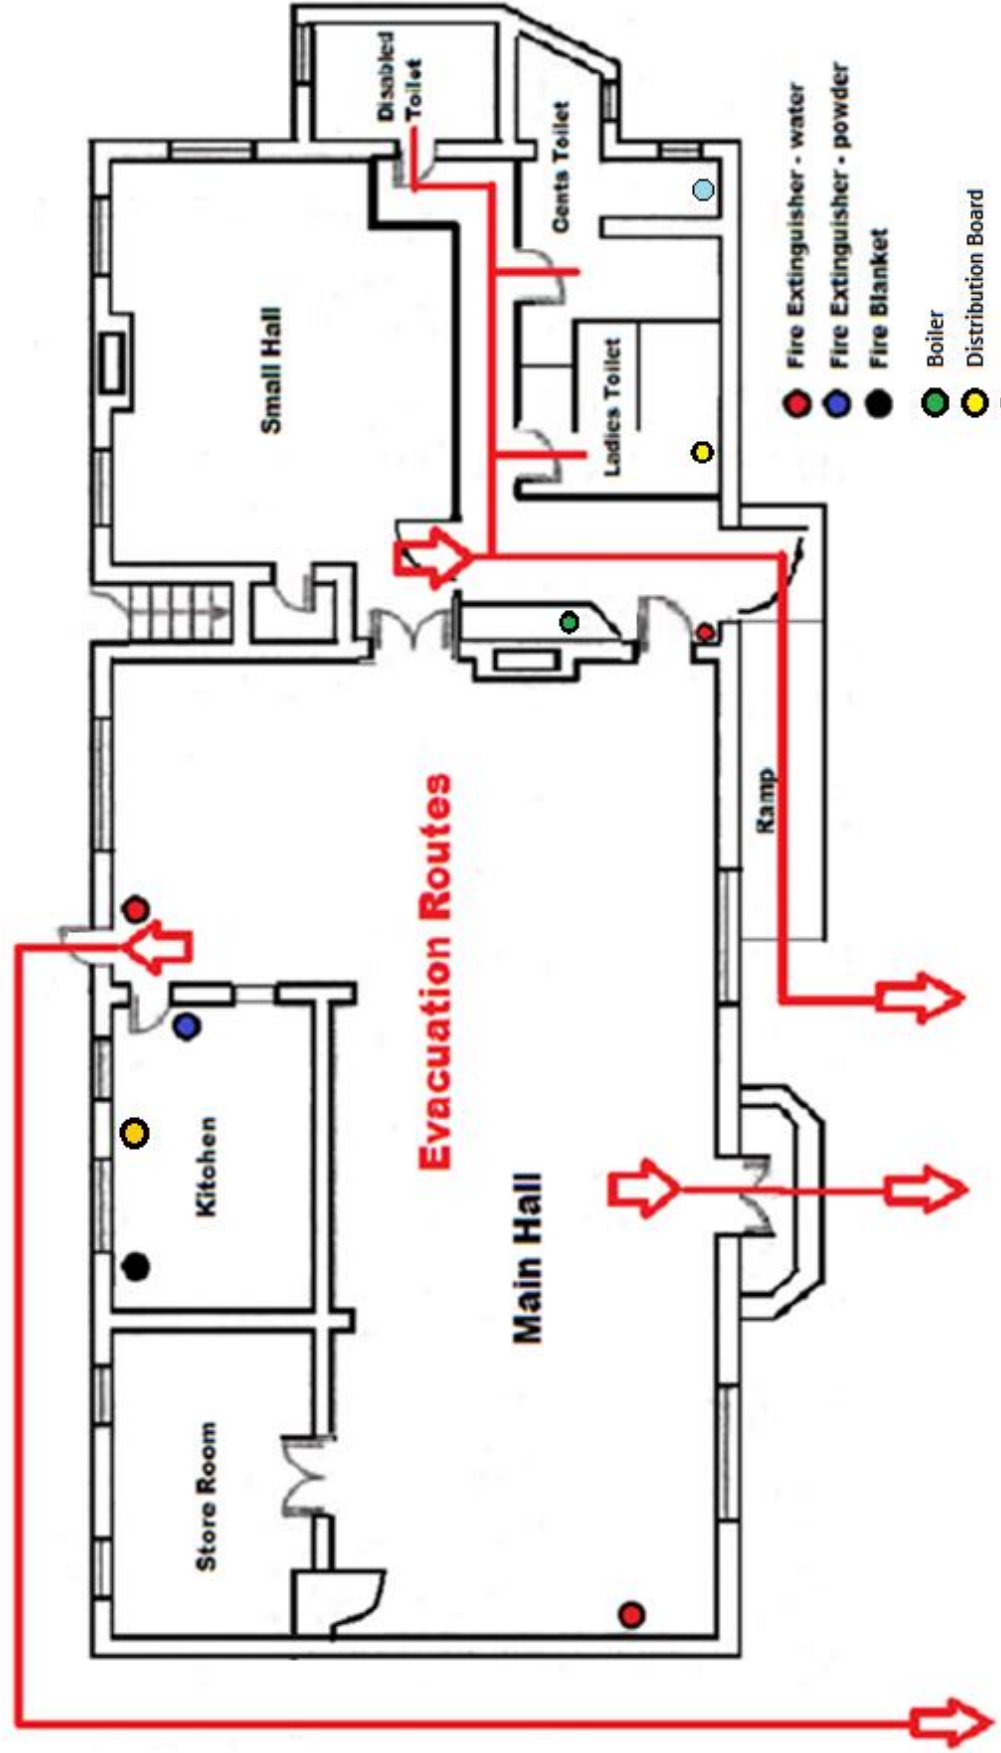 Disabled
Toilet
Gents Toilet
Small Hall
Ladies Toilet
Fire Extinguisher - water
Fire Extinguisher - powder
Fire Blanket
Boiler
Distribution Board
Evacuation Routes
Ramp
Kitchen
Main Hall
Store Room